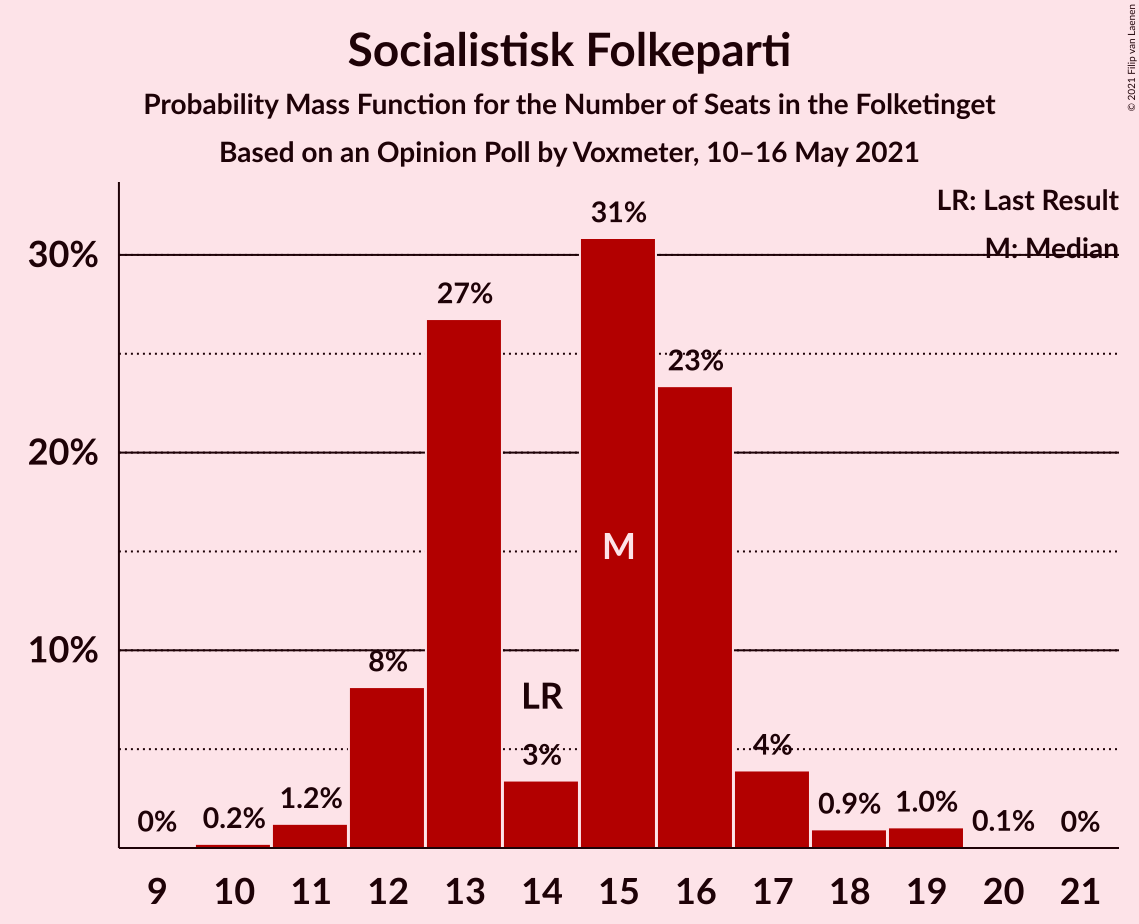 Socialistisk Folkeparti
Probability Mass Function for the Number of Seats in the Folketinget
Based on an Opinion Poll by Voxmeter, 10–16 May 2021
© 2021 Filip van Laenen
LR: Last Result
M: Median
30%
20%
10%
0%
0.2%
1.2%
8%
27%
LR
3%
31%
M
23%
4%
0.9%
1.0%
0.1%
0%
9 10 11 12 13 14 15 16 17 18 19 20 21